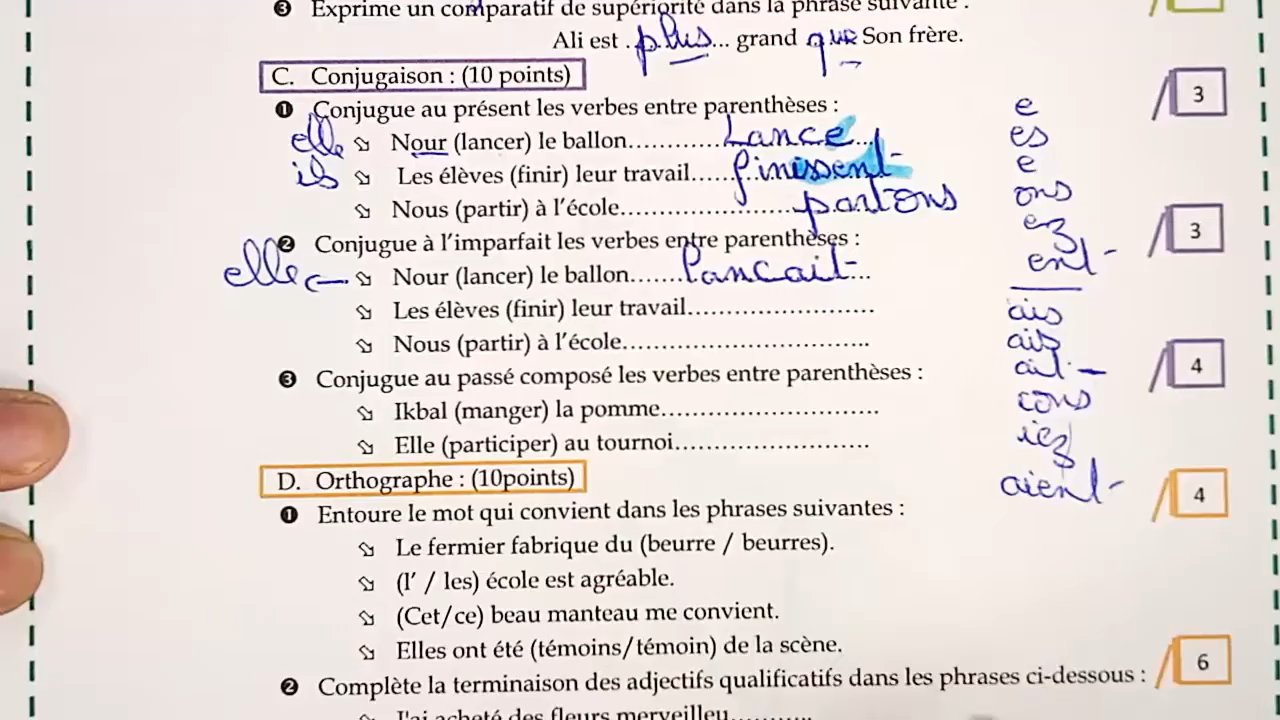 ❸ Exprime un comparatif de supériorité dans la phrase suivante :
Ali est . plus... grand que Son frère.
C. Conjugaison : (10 points)
❶ Conjugue au présent les verbes entre parenthèses :
3
e
elle Nour (lancer) le ballon.......... Lance...
es
ils Les élèves (finir) leur travail...... finissent
e
Nous (partir) à l'école........................ partons
ons
ez
❷ Conjugue à l'imparfait les verbes entre parenthèses :
3
elle Nour (lancer) le ballon....... lancait...
ent
Les élèves (finir) leur travail..............................
ais
Nous (partir) à l'école........................................
ais
❸ Conjugue au passé composé les verbes entre parenthèses :
ait
4
Ikbal (manger) la pomme...................................
ions
Elle (participer) au tournoi................................
iez
D. Orthographe : (10points)
aient
4
❶ Entoure le mot qui convient dans les phrases suivantes :
Le fermier fabrique du (beurre / beurres).
(l' / les) école est agréable.
(Cet/ce) beau manteau me convient.
Elles ont été (témoins/témoin) de la scène.
6
❷ Complète la terminaison des adjectifs qualificatifs dans les phrases ci-dessous :
J'ai acheté des fleurs merveilleu............